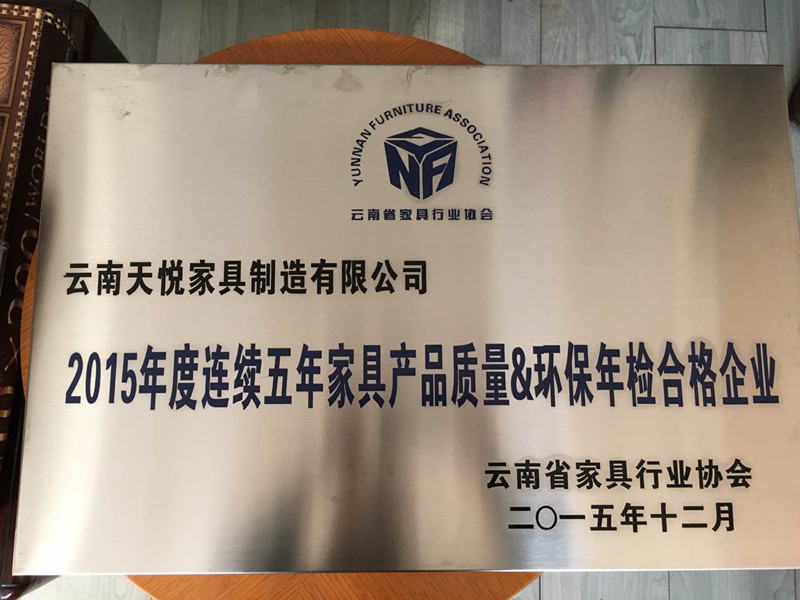 YUNNAN FURNITURE ASSOCIATION
YNFA
云南省家具行业协会
云南天悦家具制造有限公司
2015年度连续五年家具产品质量&环保年检合格企业
云南省家具行业协会
二〇一五年十二月